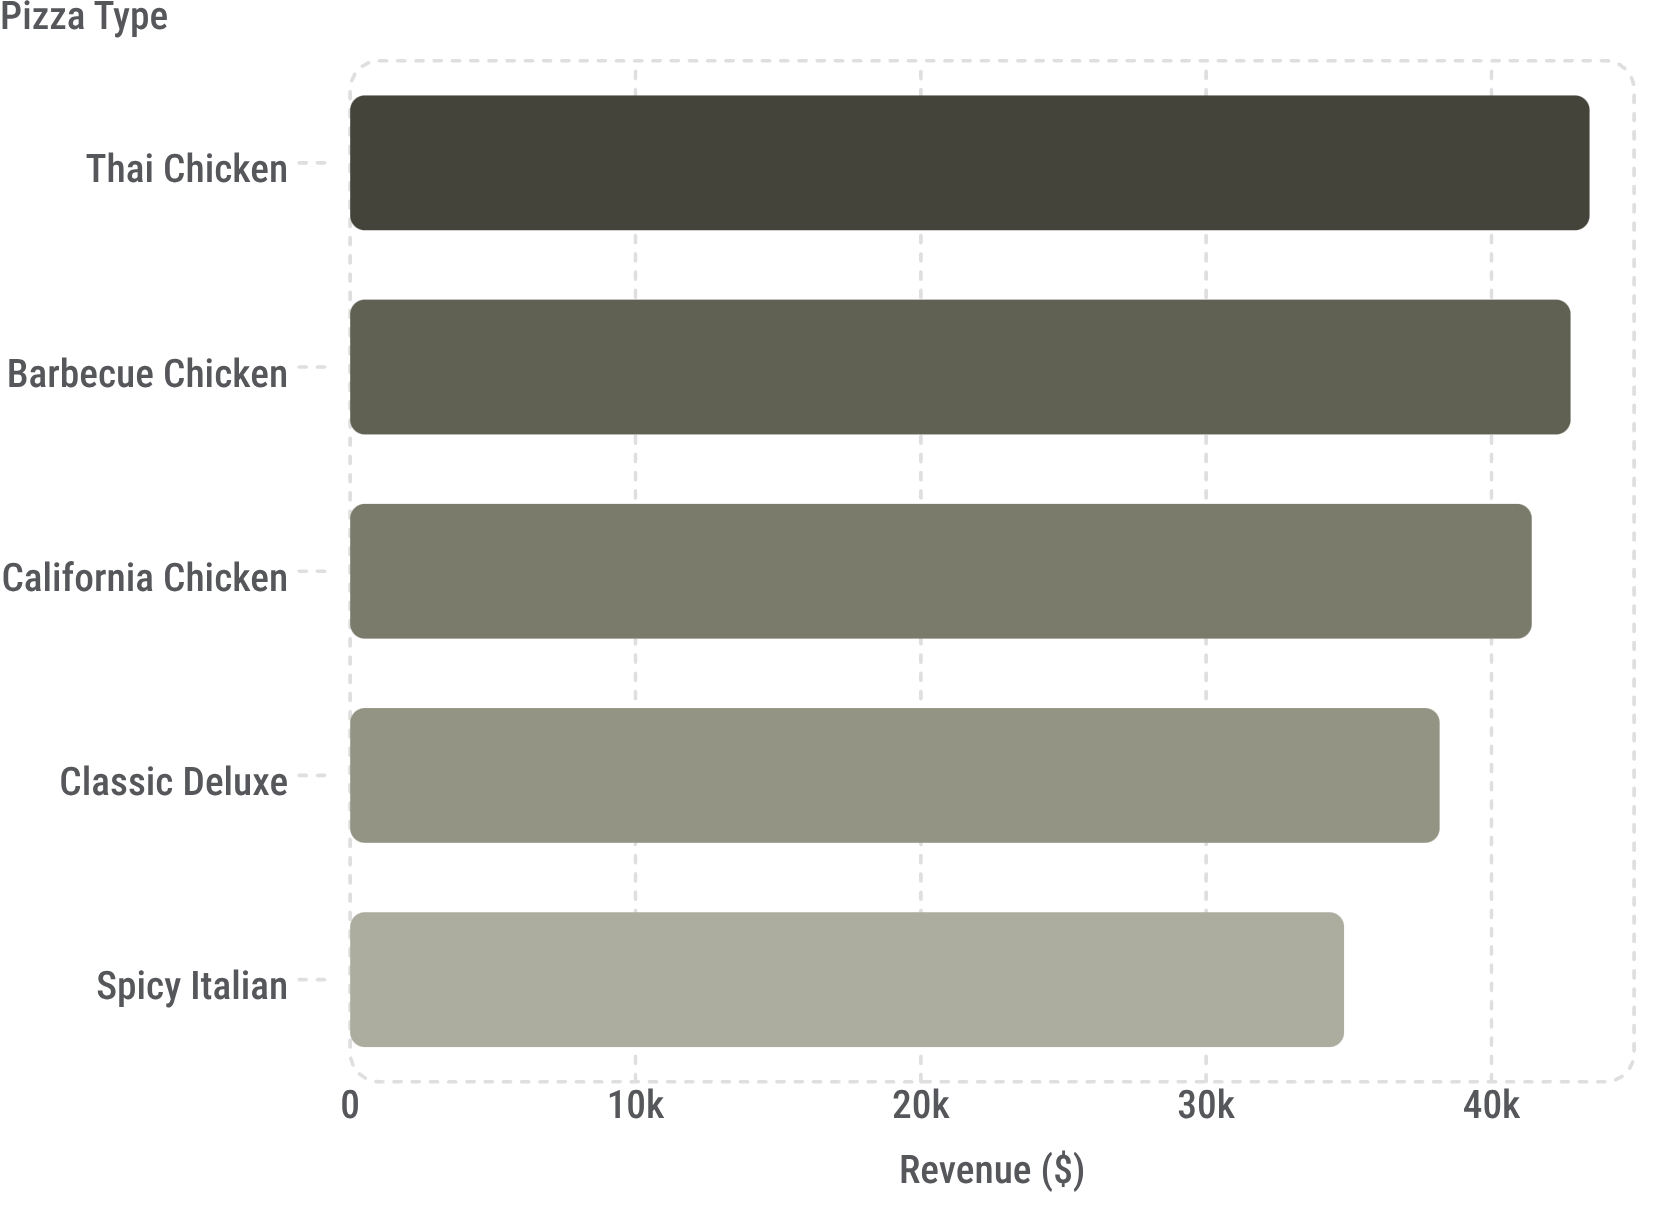 Pizza Type
Thai Chicken
Barbecue Chicken
California Chicken
Classic Deluxe
Spicy Italian
0 10k 20k 30k 40k
Revenue ($)